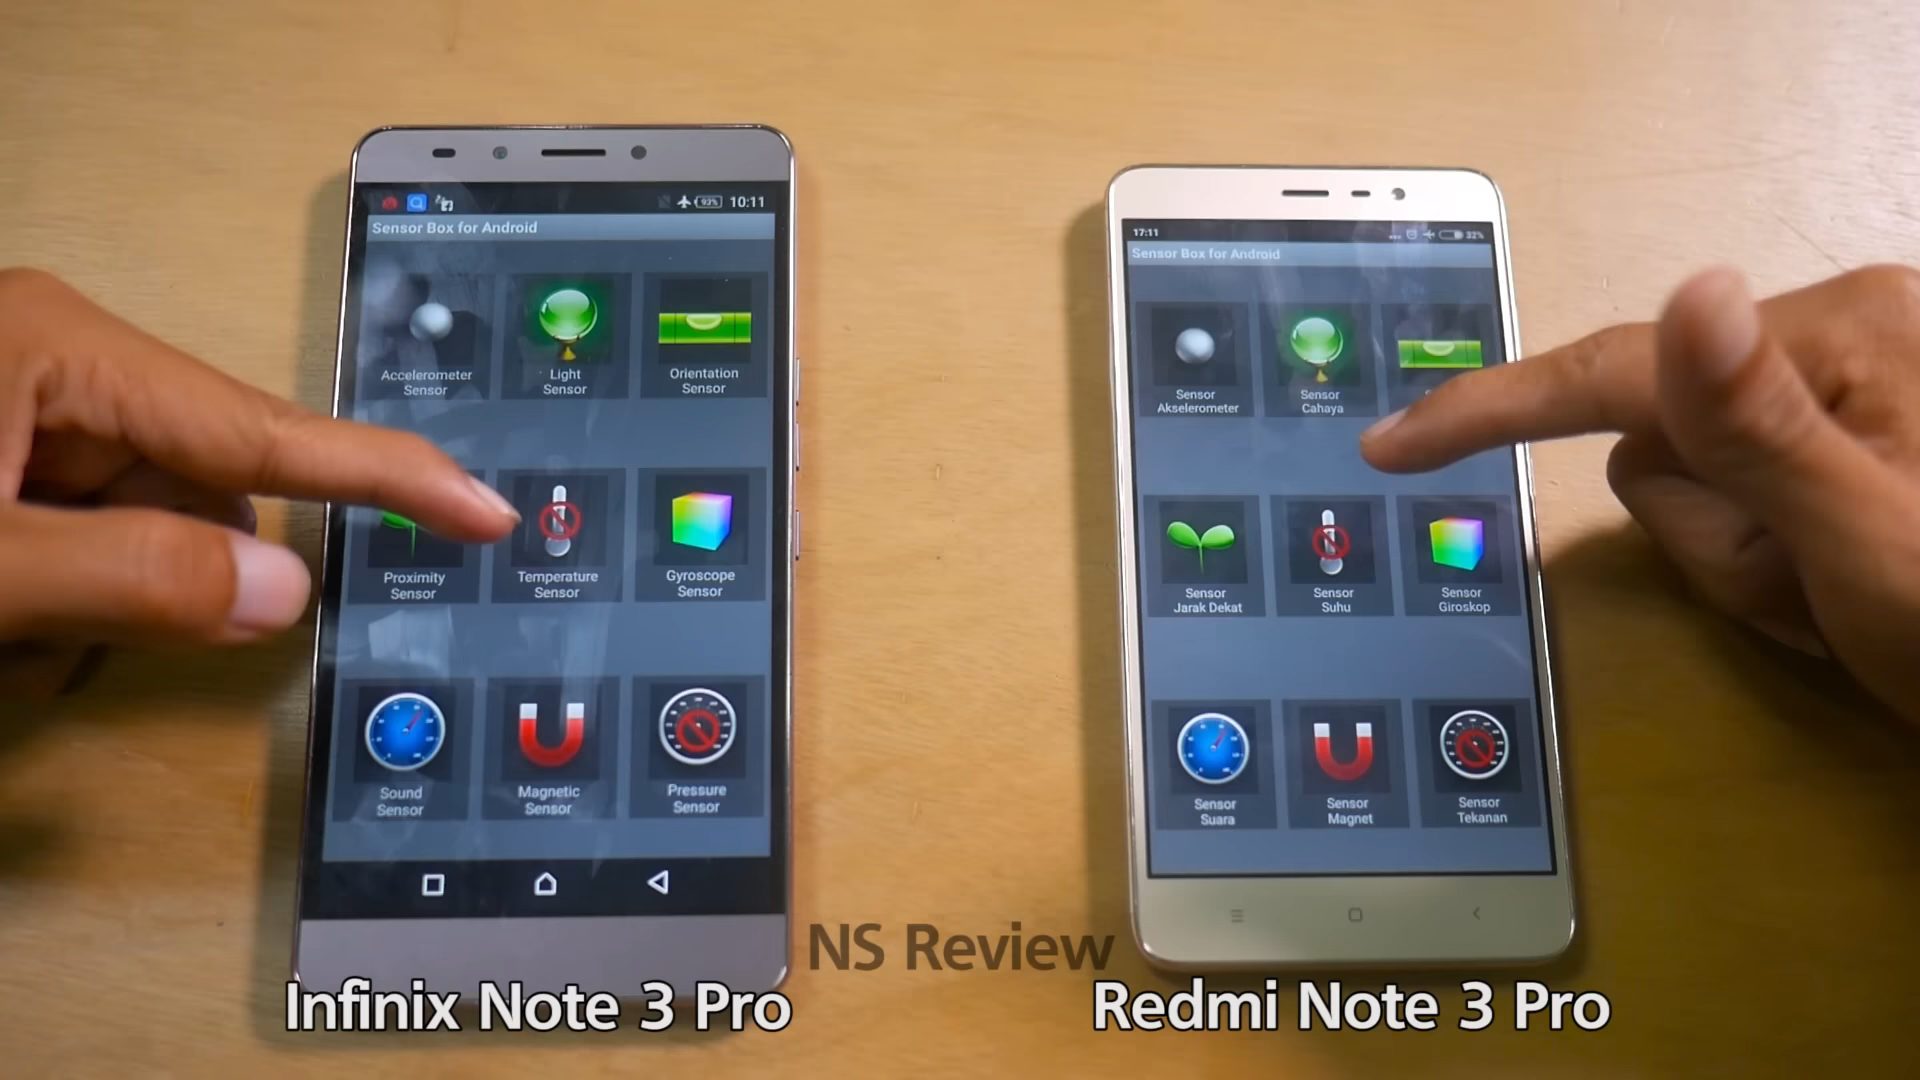 93% 10:11
Sensor Box for Android
Accelerometer
Sensor
Light
Sensor
Orientation
Sensor
Proximity
Sensor
Temperature
Sensor
Gyroscope
Sensor
Sound
Sensor
Magnetic
Sensor
Pressure
Sensor
17:11 32%
Sensor Box for Android
Sensor
Akselerometer
Sensor
Cahaya
Sensor
Jarak Dekat
Sensor
Suhu
Sensor
Giroskop
Sensor
Suara
Sensor
Magnet
Sensor
Tekanan
NS Review
Infinix Note 3 Pro
Redmi Note 3 Pro